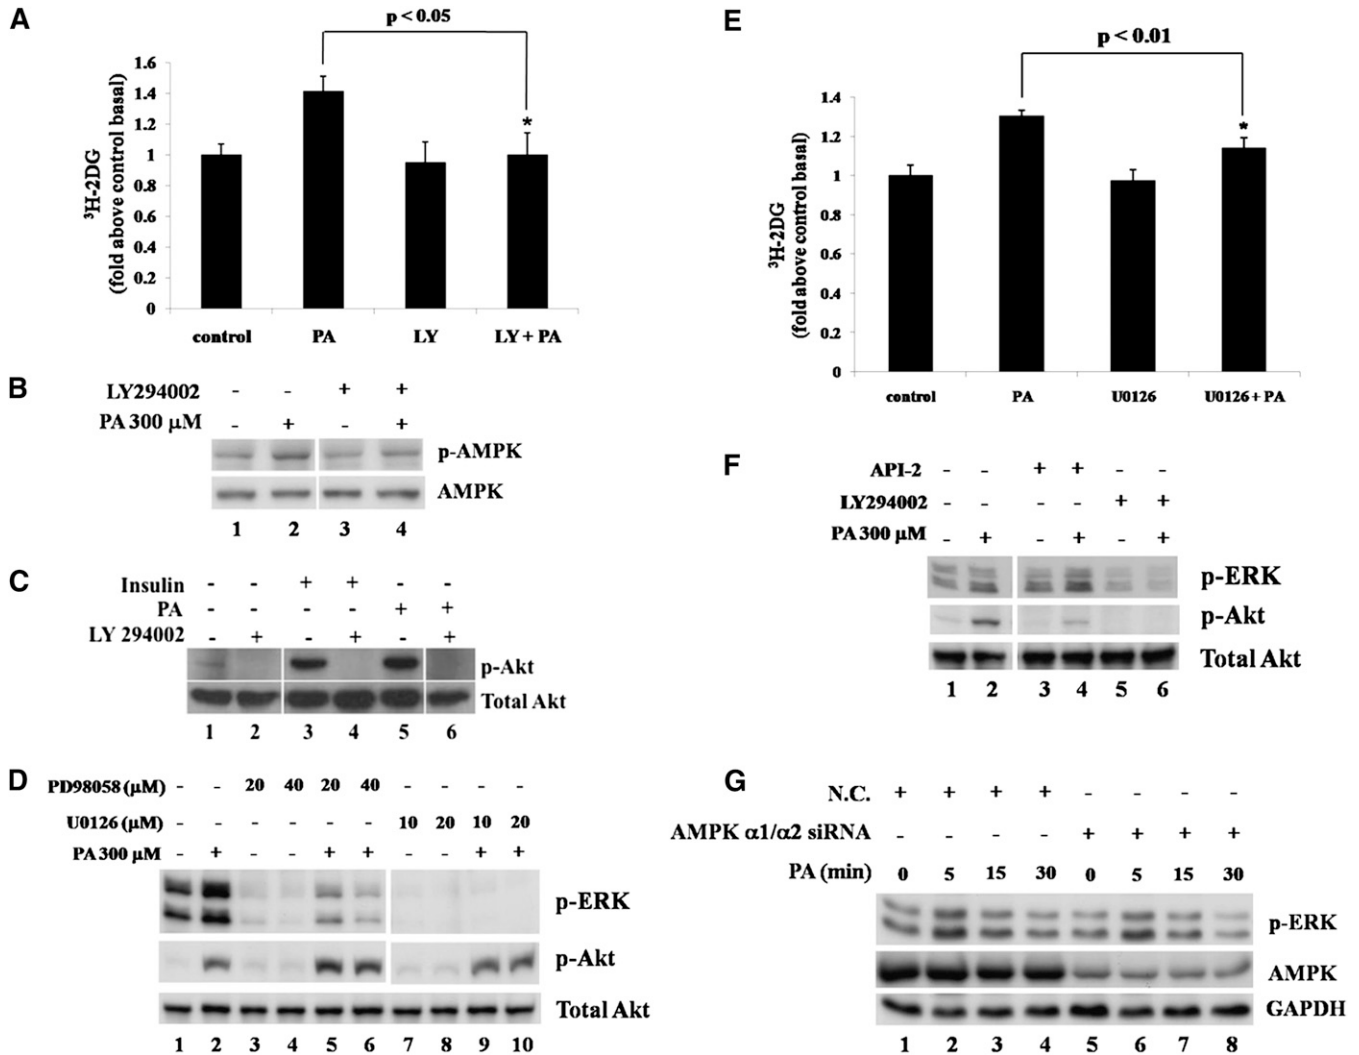 A
p < 0.05
³H-2DG
(fold above control basal)
1.6
1.4
*
1.2
1
0.8
0.6
0.4
0.2
0
control PA LY LY + PA
B
LY294002 - - + +
PA 300 µM - + - +
p-AMPK
AMPK
1 2 3 4
C
Insulin - - + + - -
PA - - - - + +
LY 294002 - + - + - +
p-Akt
Total Akt
1 2 3 4 5 6
D
PD98058 (µM) - - 20 40 20 40 - - - -
U0126 (µM) - - - - - - 10 20 10 20
PA 300 µM - + - - + + - - + +
p-ERK
p-Akt
Total Akt
1 2 3 4 5 6 7 8 9 10
E
p < 0.01
³H-2DG
(fold above control basal)
1.4
*
1.2
1
0.8
0.6
0.4
0.2
0
control PA U0126 U0126 + PA
F
API-2 - - + + - -
LY294002 - - - - + +
PA 300 µM - + - + - +
p-ERK
p-Akt
Total Akt
1 2 3 4 5 6
G
N.C. + + + + - - - -
AMPK α1/α2 siRNA - - - - + + + +
PA (min) 0 5 15 30 0 5 15 30
p-ERK
AMPK
GAPDH
1 2 3 4 5 6 7 8